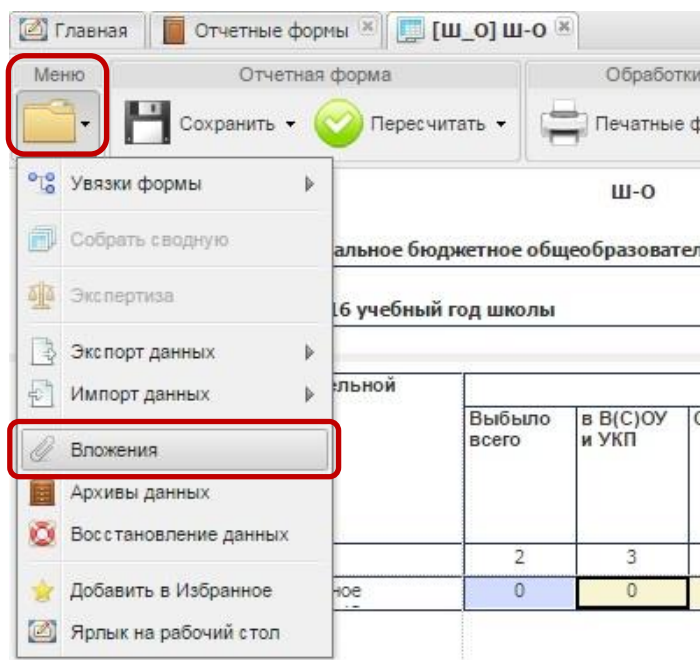 Главная
Отчетные формы
[Ш_О] Ш-О
Меню
Отчетная форма
Обработки
Сохранить
Пересчитать
Печатные ф
Увязки формы
Собрать сводную
Экспертиза
Экспорт данных
Импорт данных
Вложения
Архивы данных
Восстановление данных
Добавить в Избранное
Ярлык на рабочий стол
Ш-О
альное бюджетное общеобразовател
16 учебный год школы
ельной
Выбыло
всего
в В(С)ОУ
и УКП
2
3
ное
0
0